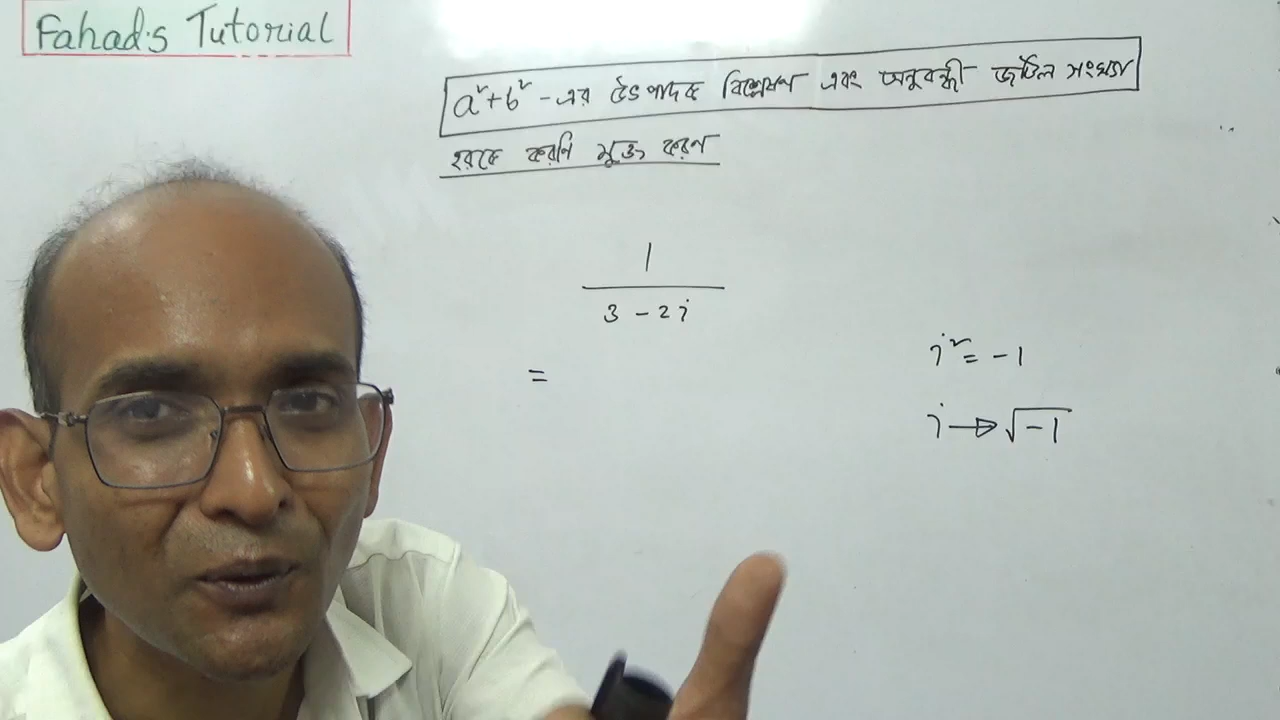 Fahad's Tutorial
a²+b² -এর উৎপাদকে বিশ্লেষণ এবং অনুবন্ধী জটিল সংখ্যা
হরকে করণি মুক্ত করণ
1
3 - 2i
=
i² = -1
i → √-1